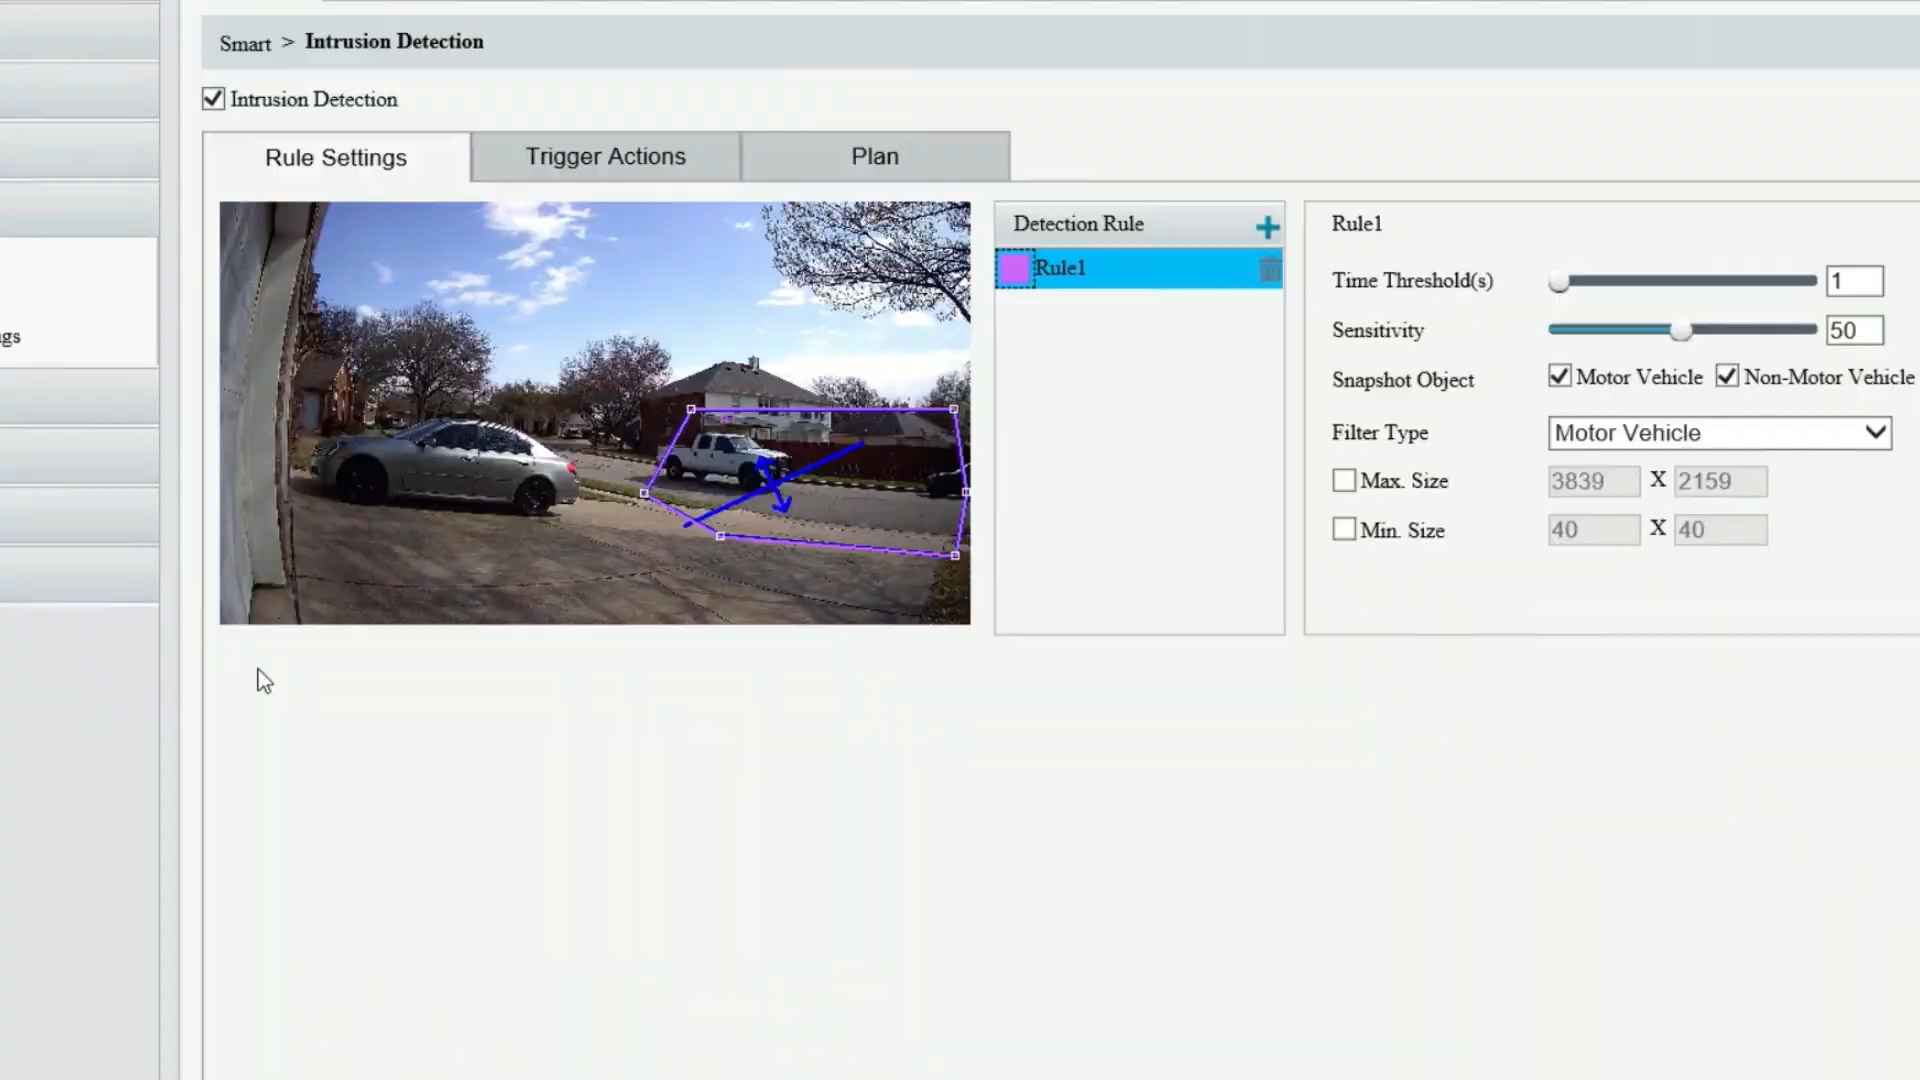 Smart > Intrusion Detection
Intrusion Detection
Rule Settings
Trigger Actions
Plan
gs
Detection Rule
Rule1
Rule1
Time Threshold(s) 1
Sensitivity 50
Snapshot Object Motor Vehicle Non-Motor Vehicle
Filter Type Motor Vehicle
Max. Size 3839 X 2159
Min. Size 40 X 40